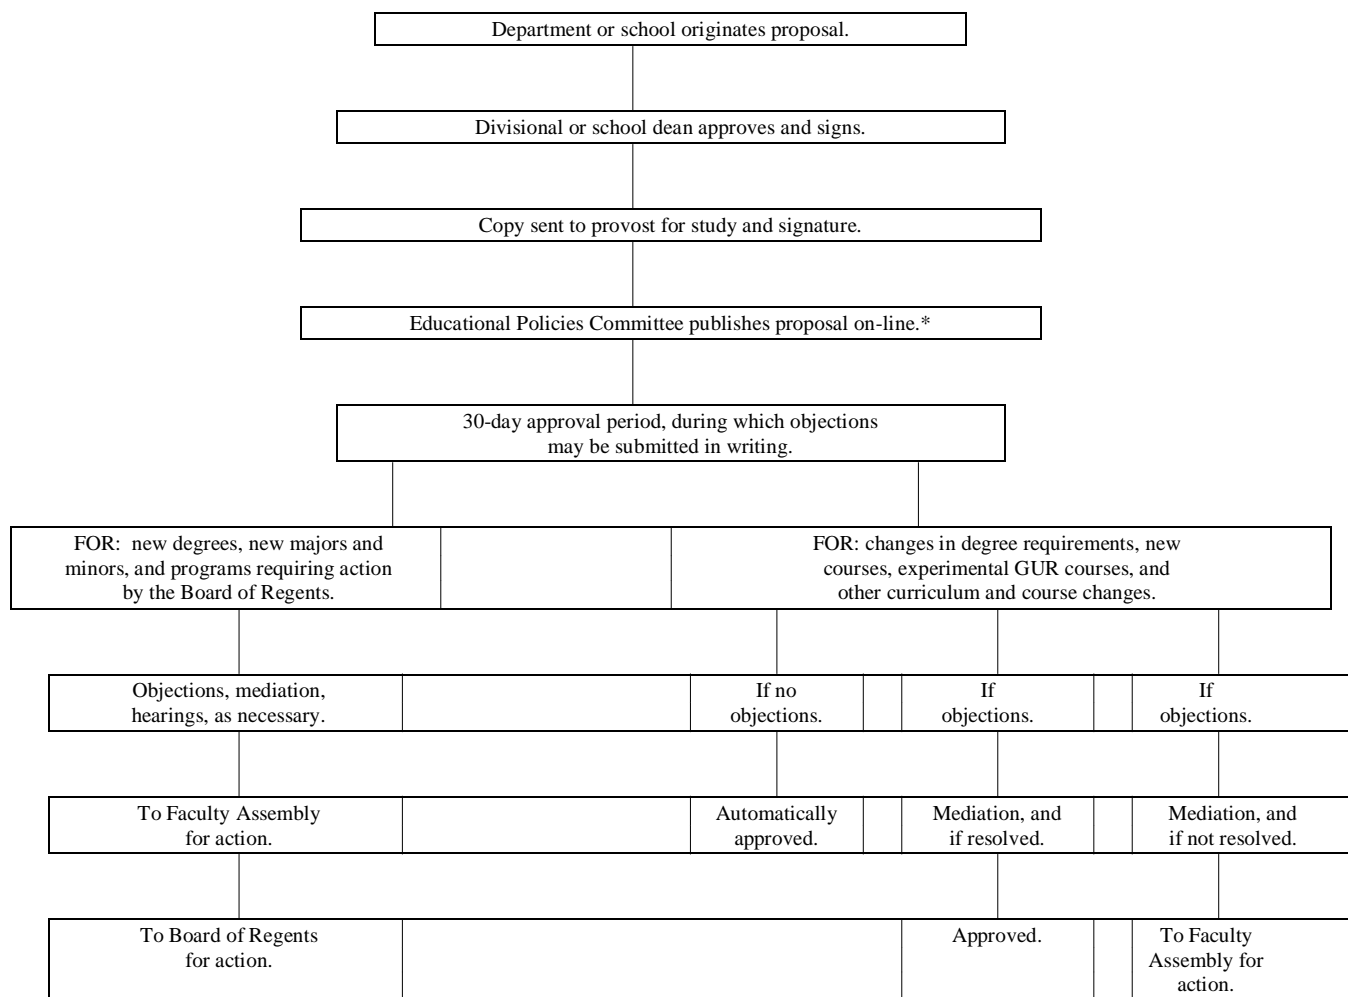 Department or school originates proposal.
Divisional or school dean approves and signs.
Copy sent to provost for study and signature.
Educational Policies Committee publishes proposal on-line.*
30-day approval period, during which objections
may be submitted in writing.
FOR:  new degrees, new majors and
minors, and programs requiring action
by the Board of Regents.
FOR: changes in degree requirements, new
courses, experimental GUR courses, and
other curriculum and course changes.
Objections, mediation,
hearings, as necessary.
If no
objections.
If
objections.
If
objections.
To Faculty Assembly
for action.
Automatically
approved.
Mediation, and
if resolved.
Mediation, and
if not resolved.
To Board of Regents
for action.
Approved.
To Faculty
Assembly for
action.